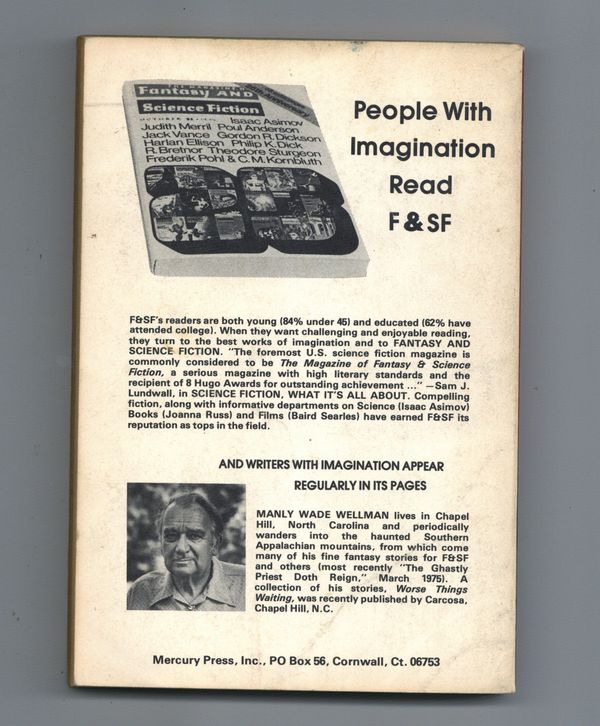 THE MAGAZINE OF
Fantasy AND
Science Fiction
OCTOBER
Isaac Asimov
Judith Merril Poul Anderson
Jack Vance Gordon R. Dickson
Harlan Ellison Philip K. Dick
R. Bretnor Theodore Sturgeon
Frederik Pohl & C.M. Kornbluth
People With
Imagination
Read
F & SF
F&SF's readers are both young (84% under 45) and educated (62% have
attended college). When they want challenging and enjoyable reading,
they turn to the best works of imagination and to FANTASY AND
SCIENCE FICTION. "The foremost U.S. science fiction magazine is
commonly considered to be The Magazine of Fantasy & Science
Fiction, a serious magazine with high literary standards and the
recipient of 8 Hugo Awards for outstanding achievement ..." —Sam J.
Lundwall, in SCIENCE FICTION, WHAT IT'S ALL ABOUT. Compelling
fiction, along with informative departments on Science (Isaac Asimov)
Books (Joanna Russ) and Films (Baird Searles) have earned F&SF its
reputation as tops in the field.
AND WRITERS WITH IMAGINATION APPEAR
REGULARLY IN ITS PAGES
MANLY WADE WELLMAN lives in Chapel
Hill, North Carolina and periodically
wanders into the haunted Southern
Appalachian mountains, from which come
many of his fine fantasy stories for F&SF
and others (most recently "The Ghastly
Priest Doth Reign," March 1975). A
collection of his stories, Worse Things
Waiting, was recently published by Carcosa,
Chapel Hill, N.C.
Mercury Press, Inc., PO Box 56, Cornwall, Ct. 06753